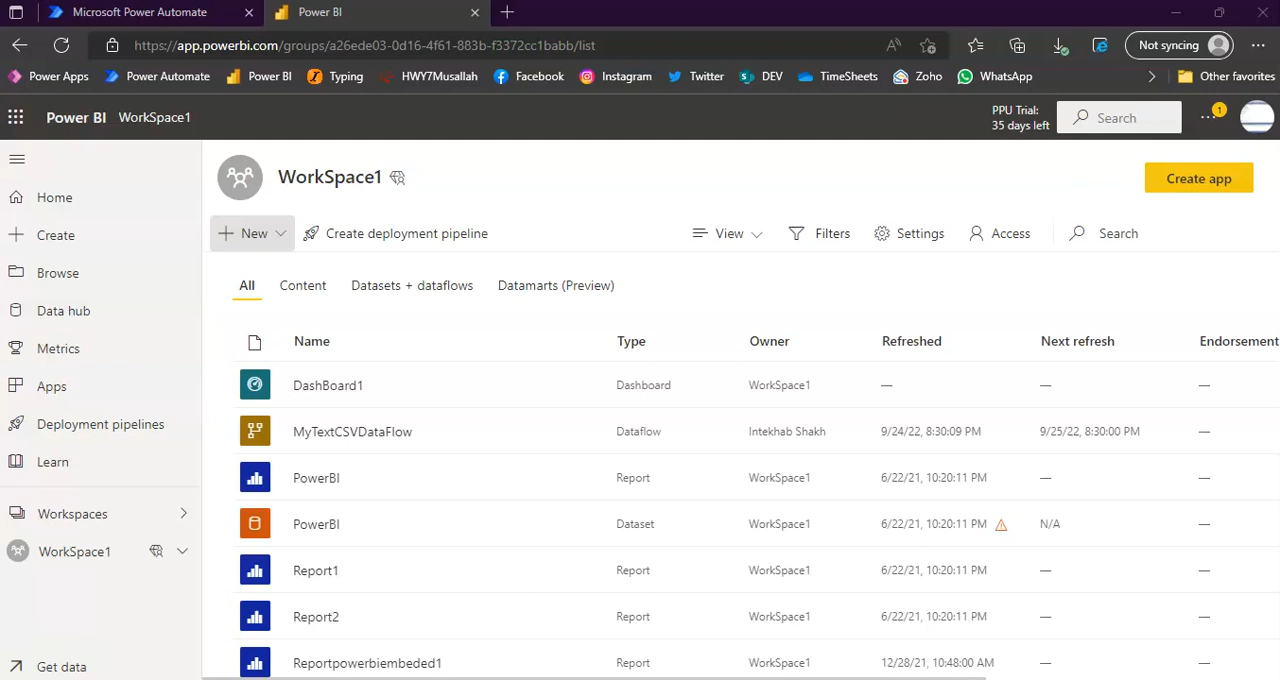 Microsoft Power Automate
Power BI
https://app.powerbi.com/groups/a26ede03-0d16-4f61-883b-f3372cc1babb/list
Not syncing
Power Apps Power Automate Power BI Typing HWY7Musallah Facebook Instagram Twitter DEV TimeSheets Zoho WhatsApp Other favorites
Power BI WorkSpace1
PPU Trial:
35 days left
Search
1
WorkSpace1
Create app
New Create deployment pipeline View Filters Settings Access Search
All Content Datasets + dataflows Datamarts (Preview)
Home
Create
Browse
Data hub
Metrics
Apps
Deployment pipelines
Learn
Workspaces
WorkSpace1
Get data
Name Type Owner Refreshed Next refresh Endorsement
DashBoard1 Dashboard WorkSpace1 — — —
MyTextCSVDataFlow Dataflow Intekhab Shakh 9/24/22, 8:30:09 PM 9/25/22, 8:30:00 PM —
PowerBI Report WorkSpace1 6/22/21, 10:20:11 PM — —
PowerBI Dataset WorkSpace1 6/22/21, 10:20:11 PM N/A —
Report1 Report WorkSpace1 6/22/21, 10:20:11 PM — —
Report2 Report WorkSpace1 6/22/21, 10:20:11 PM — —
Reportpowerbiembeded1 Report WorkSpace1 12/28/21, 10:48:00 AM — —